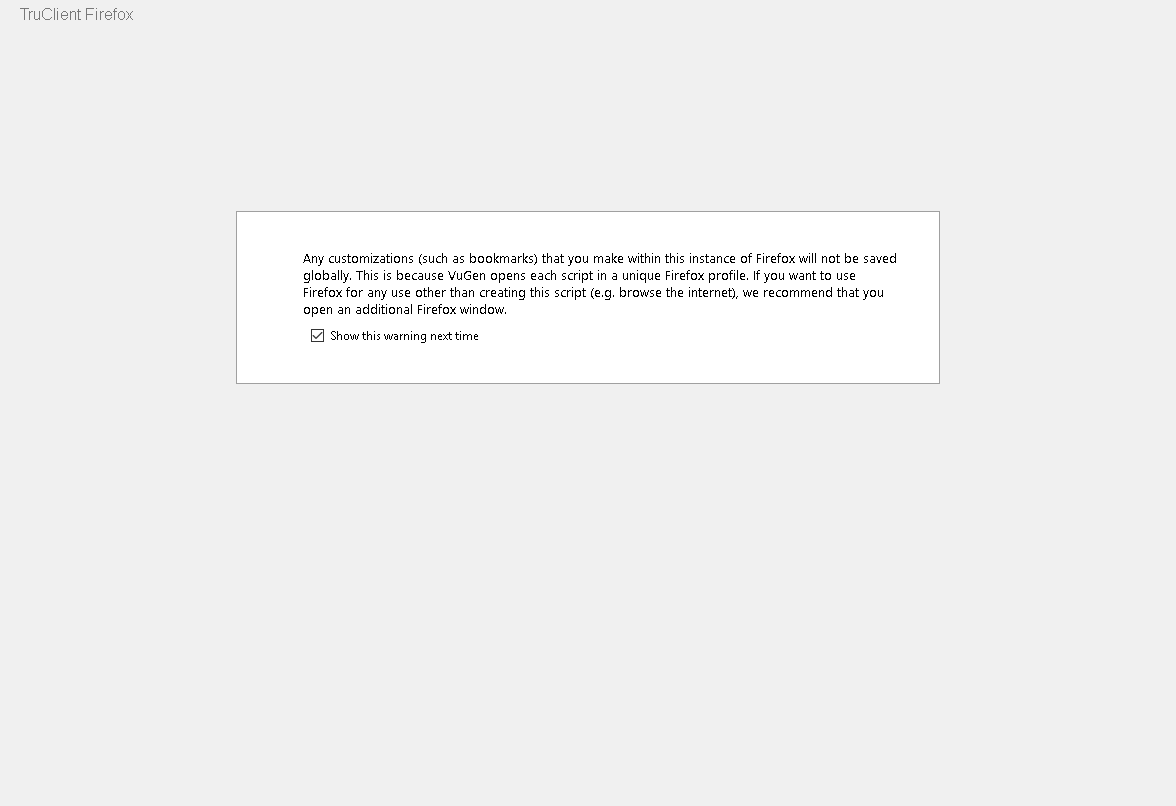 TruClient Firefox
Any customizations (such as bookmarks) that you make within this instance of Firefox will not be saved
globally. This is because VuGen opens each script in a unique Firefox profile. If you want to use
Firefox for any use other than creating this script (e.g. browse the internet), we recommend that you
open an additional Firefox window.
Show this warning next time